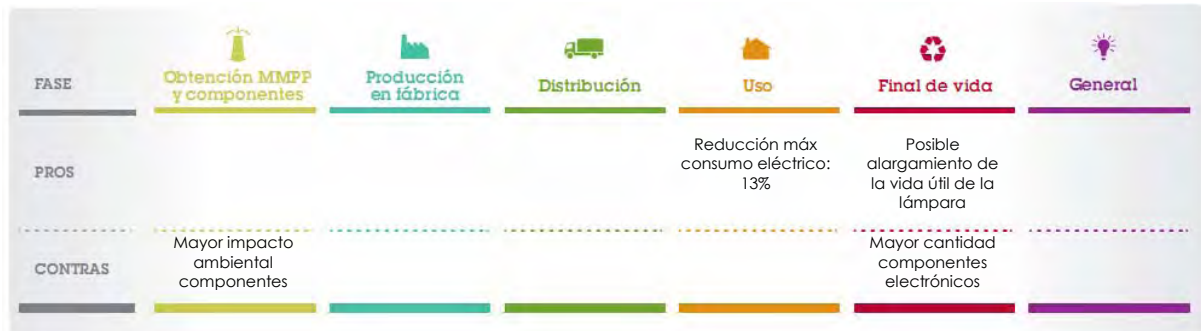 FASE
Obtención MMPP
y componentes
Producción
en fábrica
Distribución
Uso
Final de vida
General
PROS
Reducción máx
consumo eléctrico:
13%
Posible
alargamiento de
la vida útil de la
lámpara
CONTRAS
Mayor impacto
ambiental
componentes
Mayor cantidad
componentes
electrónicos